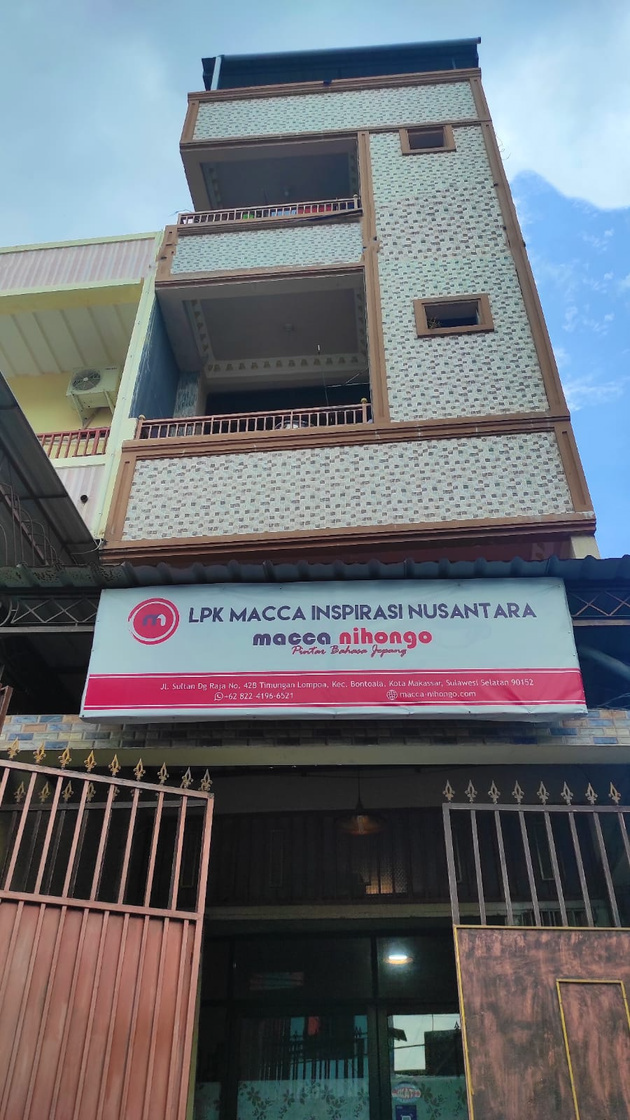 m
LPK MACCA INSPIRASI NUSANTARA
macca nihongo
Pintar Bahasa Jepang
JL. Sultan Dg Raja No. 428 Timungan Lompoa, Kec. Bontoala, Kota Makassar, Sulawesi Selatan 90152
+62 822-4196-6521 macca-nihongo.com